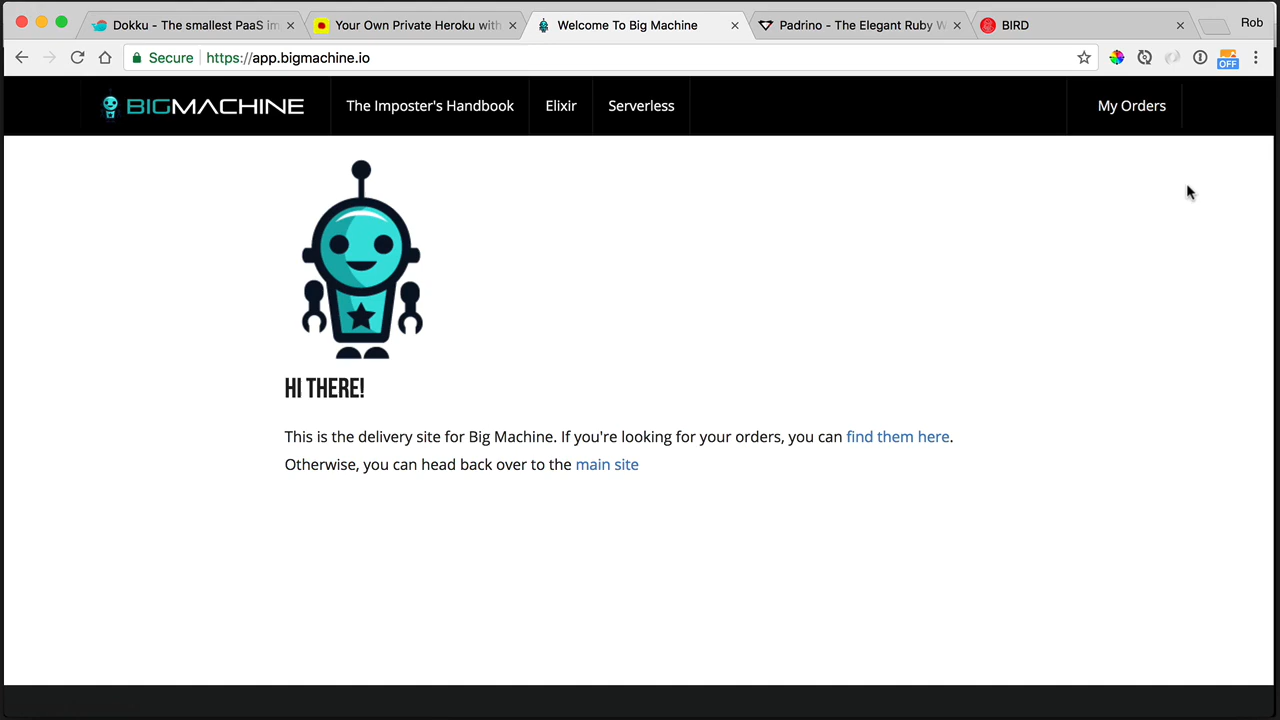 Dokku - The smallest PaaS im
Your Own Private Heroku with
Welcome To Big Machine
Padrino - The Elegant Ruby W
BIRD
Rob
Secure
https://app.bigmachine.io
OFF
BIGMACHINE
The Imposter's Handbook
Elixir
Serverless
My Orders
HI THERE!
This is the delivery site for Big Machine. If you're looking for your orders, you can find them here.
Otherwise, you can head back over to the main site